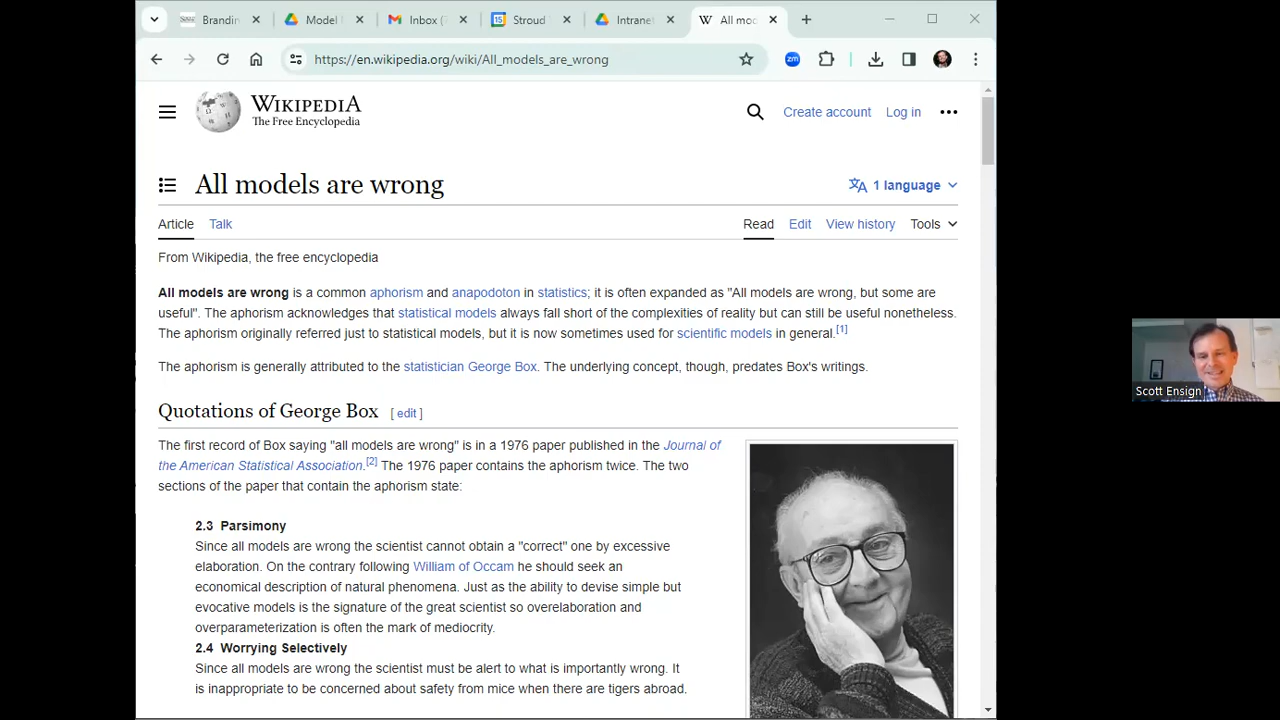 Brandin
Model
Inbox (
Stroud
Intrane
All mod
https://en.wikipedia.org/wiki/All_models_are_wrong
zm
WIKIPEDIA
The Free Encyclopedia
Create account
Log in
All models are wrong
1 language
Article
Talk
Read
Edit
View history
Tools
From Wikipedia, the free encyclopedia
All models are wrong is a common aphorism and anapodoton in statistics; it is often expanded as "All models are wrong, but some are
useful". The aphorism acknowledges that statistical models always fall short of the complexities of reality but can still be useful nonetheless.
The aphorism originally referred just to statistical models, but it is now sometimes used for scientific models in general.[1]
The aphorism is generally attributed to the statistician George Box. The underlying concept, though, predates Box's writings.
Quotations of George Box [ edit ]
The first record of Box saying "all models are wrong" is in a 1976 paper published in the Journal of
the American Statistical Association.[2] The 1976 paper contains the aphorism twice. The two
sections of the paper that contain the aphorism state:
2.3 Parsimony
Since all models are wrong the scientist cannot obtain a "correct" one by excessive
elaboration. On the contrary following William of Occam he should seek an
economical description of natural phenomena. Just as the ability to devise simple but
evocative models is the signature of the great scientist so overelaboration and
overparameterization is often the mark of mediocrity.
2.4 Worrying Selectively
Since all models are wrong the scientist must be alert to what is importantly wrong. It
is inappropriate to be concerned about safety from mice when there are tigers abroad.
Scott Ensign